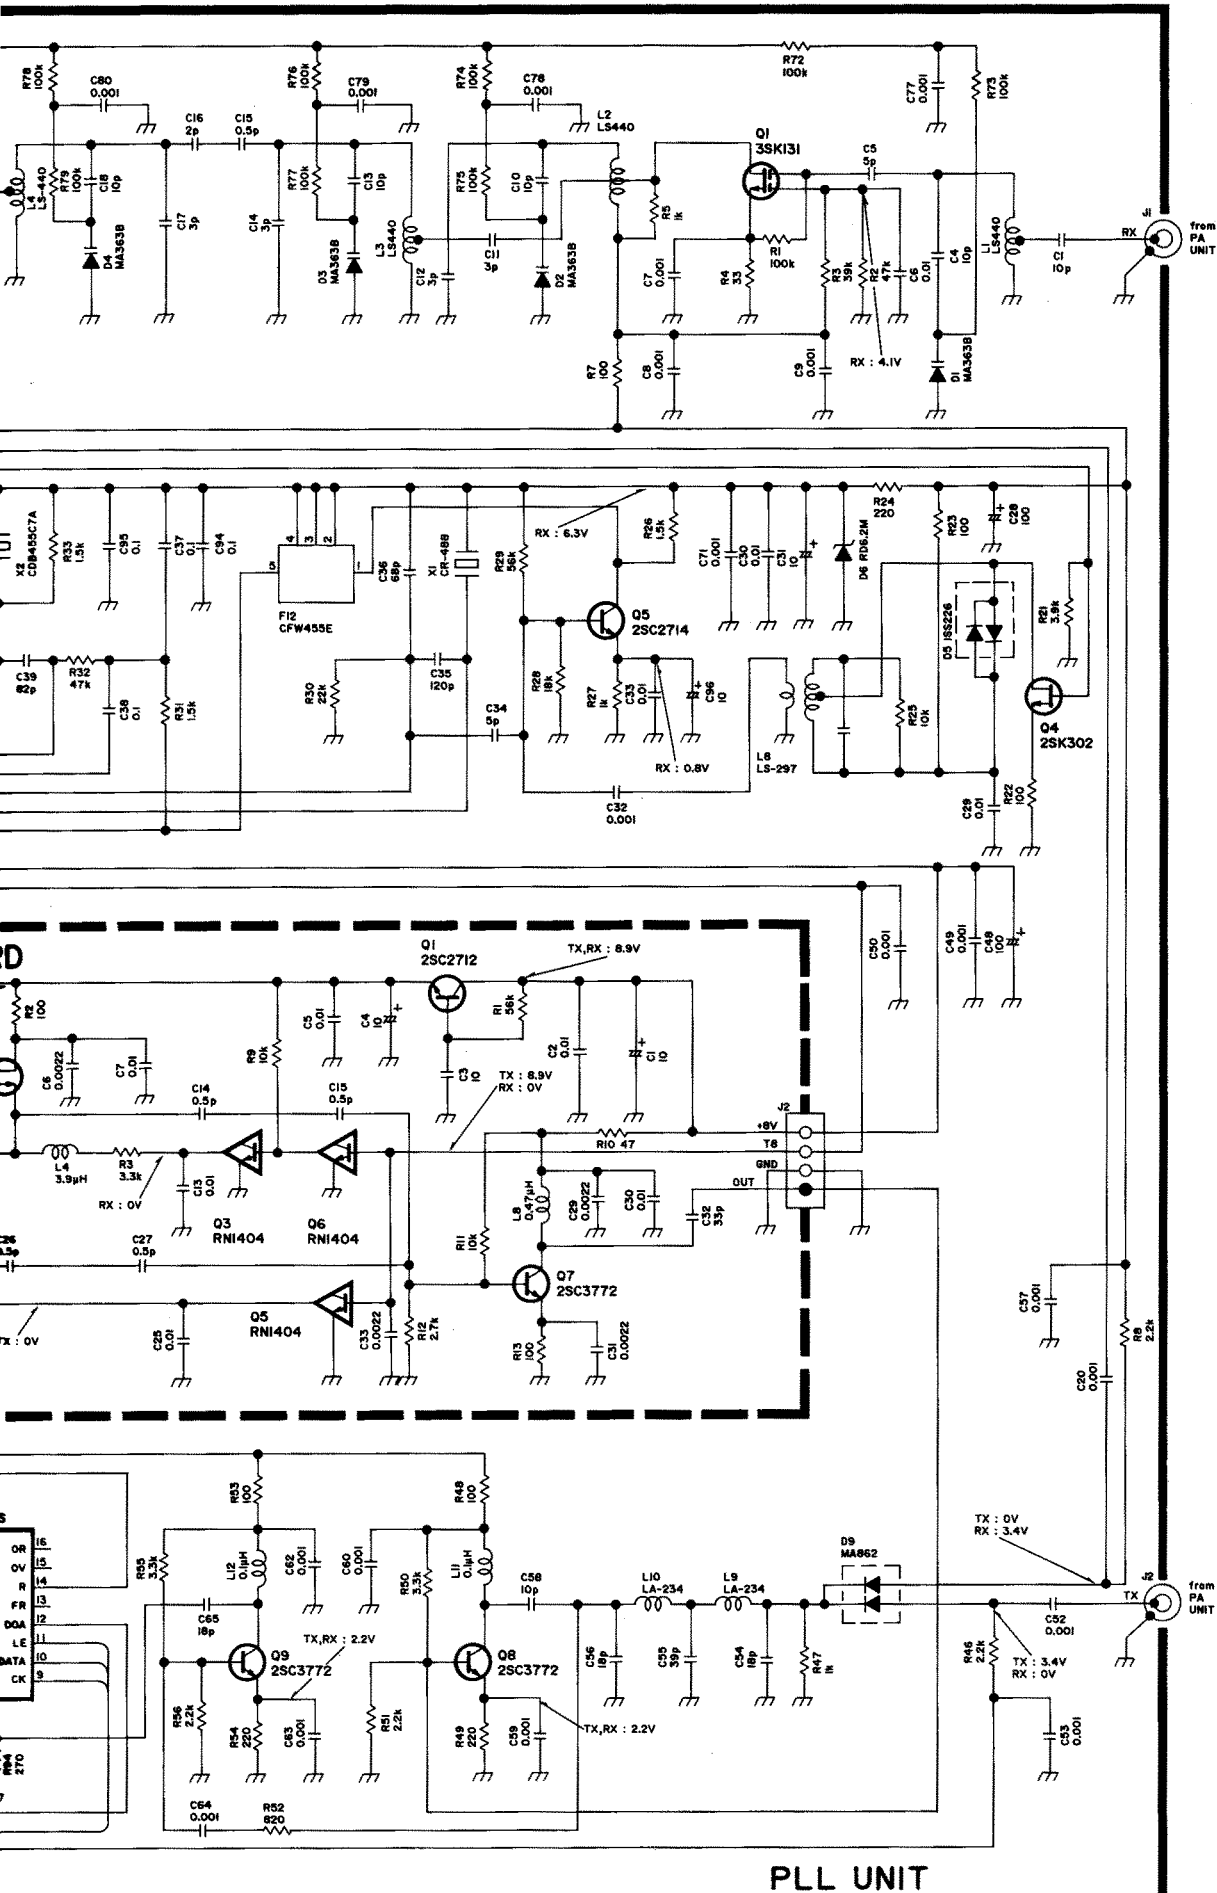 R78 100k
C80
0.001
R76 100k
C79
0.001
R74 100k
C78
0.001
R72
100k
C77 0.001
R73 100k
L2
LS440
C16
2p
C15
0.5p
Q1
3SK131
C5
5p
J1
from
PA
UNIT
RX
L4 LS-440
R79 100k
C18 10p
C17 3p
C14 3p
R77 100k
C13 10p
L3 LS440
R75 100k
C10 10p
R5 1k
R1
100k
R3 39k
R2 47k
C6 0.01
C4 10p
L1 LS440
C1
10p
D4 MA363B
D3 MA363B
C12 3p
C11
3p
D2 MA363B
C7 0.001
R4 33
RX : 4.1V
R7 100
C8 0.001
C9 0.001
D1 MA363B
X2 CDB455C7A
R33 1.5k
C95 0.1
C37 0.1
C94 0.1
4
3
2
5
1
FI2
CFW455E
C36 68p
X1 CR-488
R29 56k
RX : 6.3V
R26 1.5k
C71 0.001
C30 0.01
C31 10
D6 RD6.2M
R24
220
R23 100
C28 100
Q5
2SC2714
D5 1SS226
R21 3.9k
C39
82p
R32
47k
C38 0.1
R31 1.5k
R30 22k
C35
120p
R28 18k
R27 1k
C33 0.01
C96 10
C34
5p
RX : 0.8V
L8
LS-297
R25 10k
Q4
2SK302
C32
0.001
C29 0.01
R22 100
RD
R2 100
Q1
2SC2712
TX,RX : 8.9V
C50 0.001
C49 0.001
C48 100
C5 0.01
C4 10
R1 56k
R9 10k
C6 0.0022
C7 0.01
C3 10
C2 0.01
C1 10
TX : 8.9V
RX : 0V
C14
0.5p
C15
0.5p
J2
+8V
T8
GND
OUT
R10 47
L4
3.9μH
R3
3.3k
RX : 0V
C13 0.01
Q3
RN1404
Q6
RN1404
L8 0.47μH
C29 0.0022
C30 0.01
C32 33p
R11 10k
C26
0.5p
C27
0.5p
Q7
2SC3772
TX : 0V
C25 0.01
Q5
RN1404
C33 0.0022
R12 2.7k
R13 100
C31 0.0022
C57 0.001
R8 2.2k
C20 0.001
R53 100
R48 100
S
OR 16
OV 15
R 14
FR 13
DOA 12
LE 11
DATA 10
CK 9
R55 3.3k
L12 0.1μH
C62 0.001
C60 0.001
R50 3.3k
L11 0.1μH
C58
10p
L10
LA-234
L9
LA-234
D9
MA862
TX : 0V
RX : 3.4V
J2
from
PA
UNIT
TX
C65
18p
TX,RX : 2.2V
Q9
2SC3772
Q8
2SC3772
C56 18p
C55 39p
C54 18p
R47 1k
R46 2.2k
C52
0.001
TX : 3.4V
RX : 0V
R56 2.2k
R54 220
C63 0.001
R51 2.2k
R49 220
C59 0.001
TX,RX : 2.2V
C53 0.001
R84 270
C64
0.001
R52
820
PLL UNIT